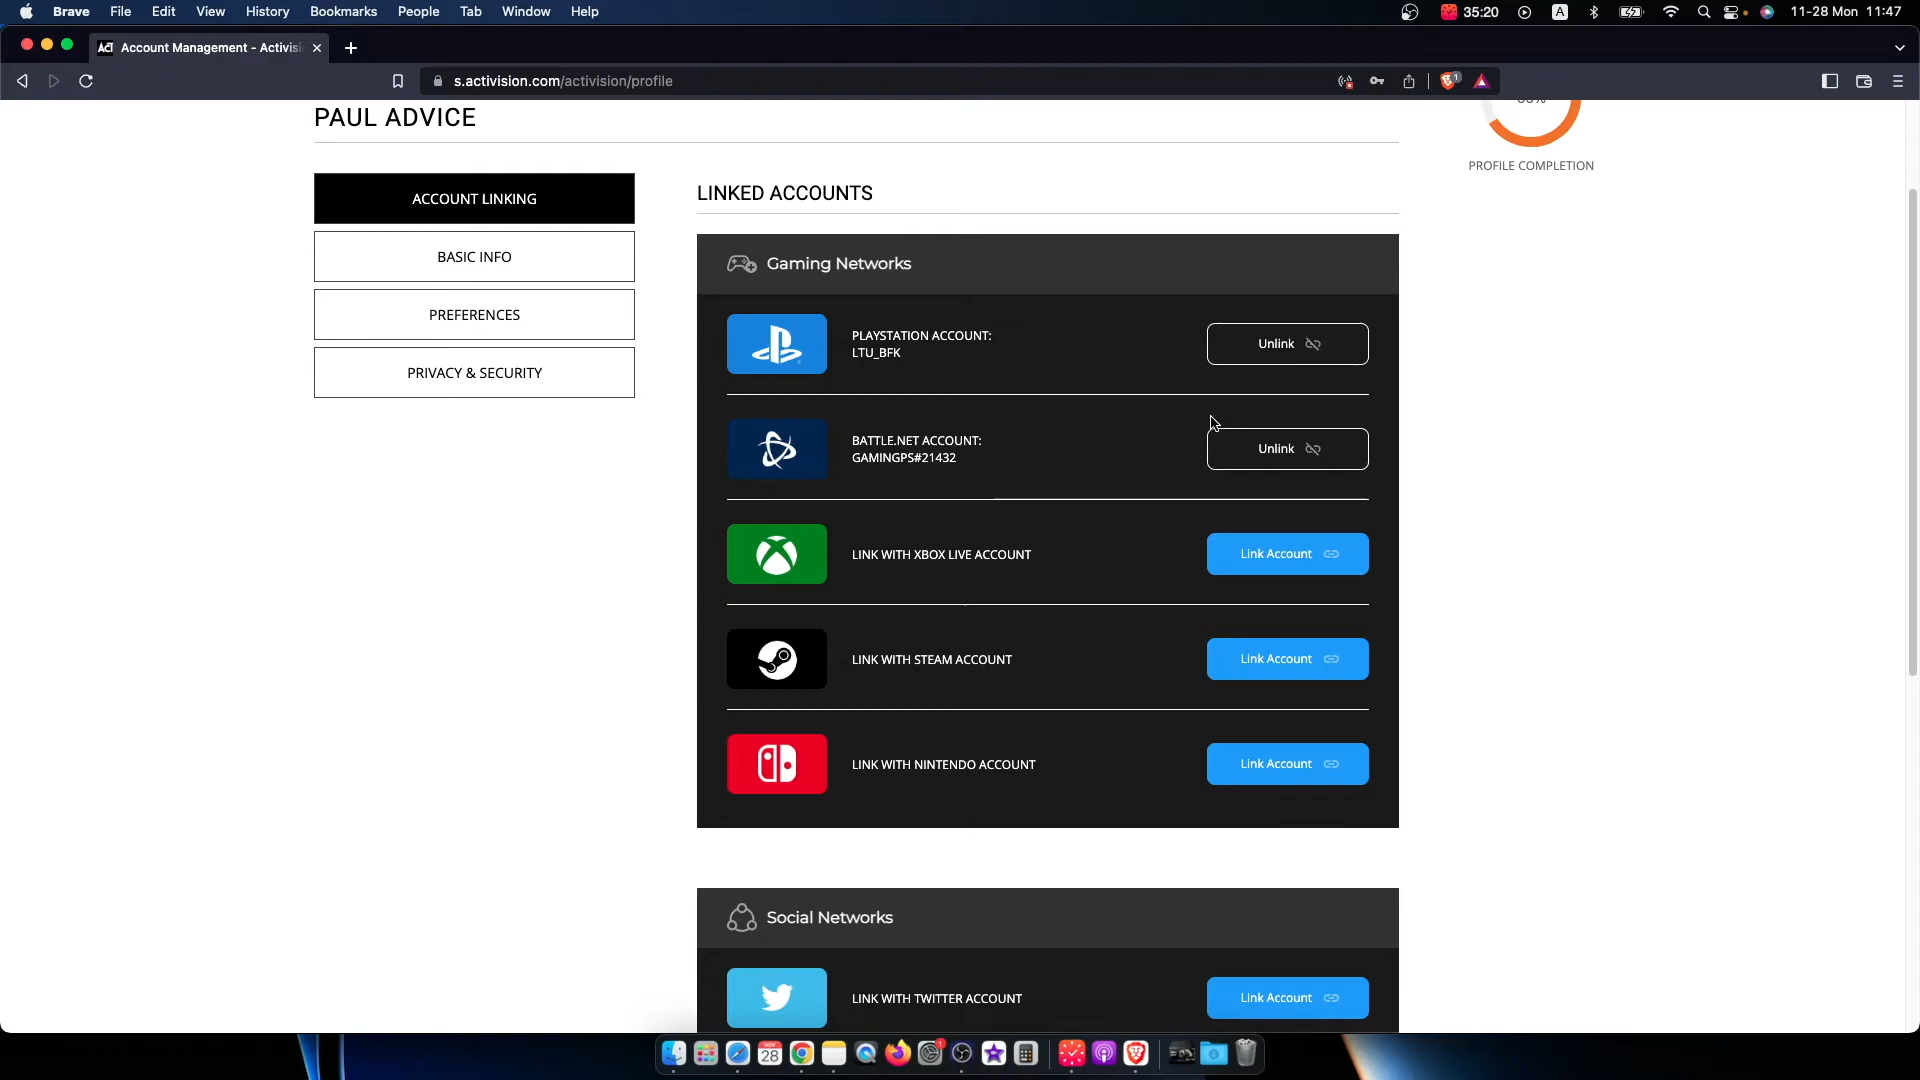 Brave File Edit View History Bookmarks People Tab Window Help
35:20 A 11-28 Mon 11:47
Account Management - Activisi
s.activision.com/activision/profile
1
PAUL ADVICE
PROFILE COMPLETION
ACCOUNT LINKING
BASIC INFO
PREFERENCES
PRIVACY & SECURITY
LINKED ACCOUNTS
Gaming Networks
PLAYSTATION ACCOUNT:
LTU_BFK
Unlink
BATTLE.NET ACCOUNT:
GAMINGPS#21432
Unlink
LINK WITH XBOX LIVE ACCOUNT
Link Account
LINK WITH STEAM ACCOUNT
Link Account
LINK WITH NINTENDO ACCOUNT
Link Account
Social Networks
LINK WITH TWITTER ACCOUNT
Link Account
NOV
28
1